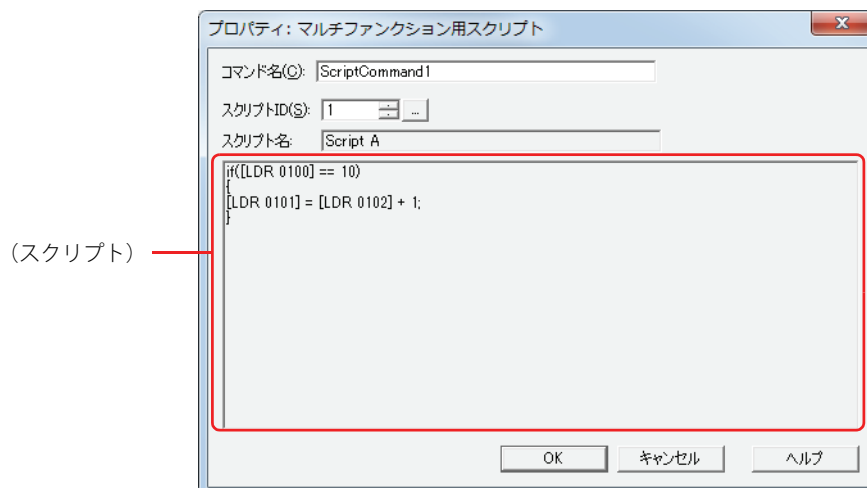 プロパティ: マルチファンクション用スクリプト
コマンド名(C): ScriptCommand1
スクリプトID(S): 1 ...
スクリプト名: Script A
if([LDR 0100] == 10)
{
[LDR 0101] = [LDR 0102] + 1;
}
（スクリプト）
OK キャンセル ヘルプ